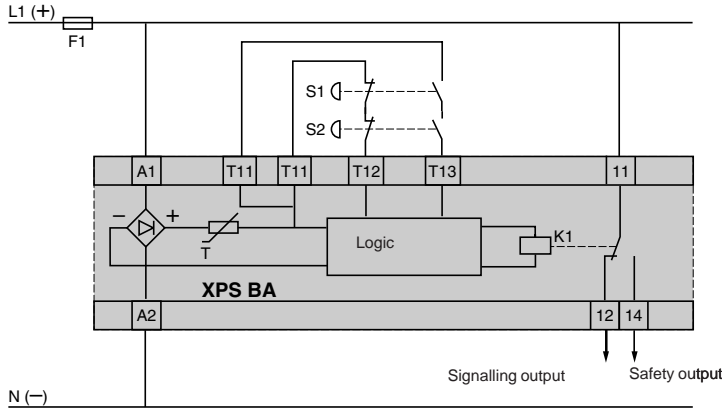 L1 (+)
F1
S1
S2
A1
T11
T11
T12
T13
11
− +
T
Logic
K1
XPS BA
A2
12
14
Signalling output
Safety output
N (−)